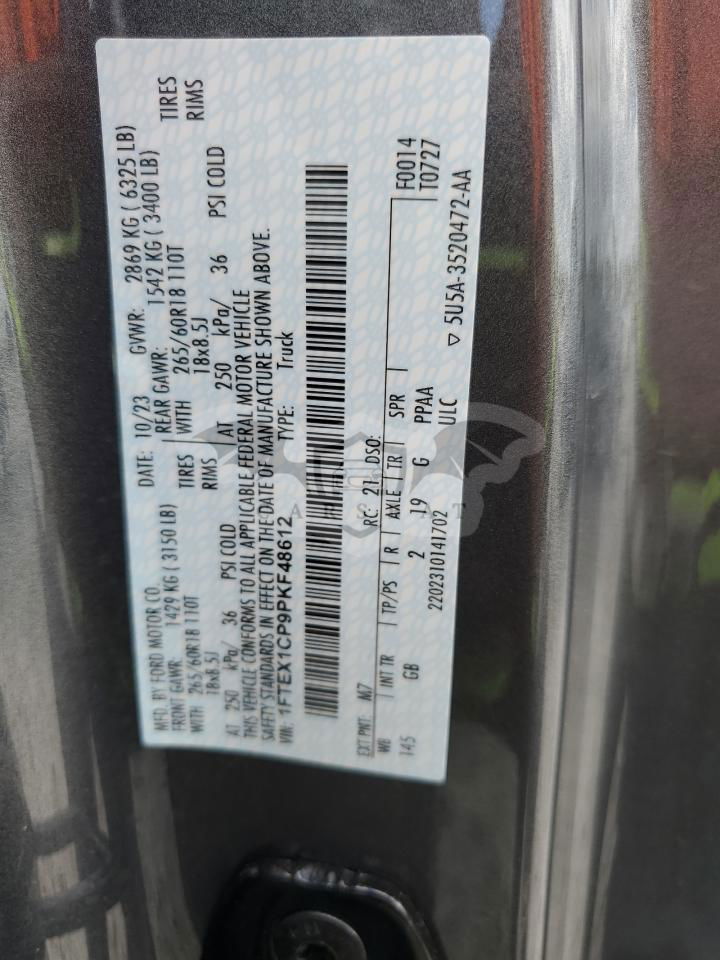 MFD. BY FORD MOTOR CO.
DATE: 10/23 GVWR: 2869 KG ( 6325 LB)
FRONT GAWR: 1429 KG ( 3150 LB) REAR GAWR: 1542 KG ( 3400 LB)
WITH 265/60R18 110T TIRES WITH 265/60R18 110T TIRES
18x8.5J RIMS 18x8.5J RIMS
AT 250 kPa/ 36 PSI COLD AT 250 kPa/ 36 PSI COLD
THIS VEHICLE CONFORMS TO ALL APPLICABLE FEDERAL MOTOR VEHICLE
SAFETY STANDARDS IN EFFECT ON THE DATE OF MANUFACTURE SHOWN ABOVE.
VIN: 1FTEX1CP9PKF48612 TYPE: Truck
EXT PNT: M7 RC: 21 DSO: F0014
T0727
WB INT TR TP/PS R AXLE TR SPR
145 GB 2 19 G PPAA
2202310141702 ULC
▽ 5U5A-3520472-AA